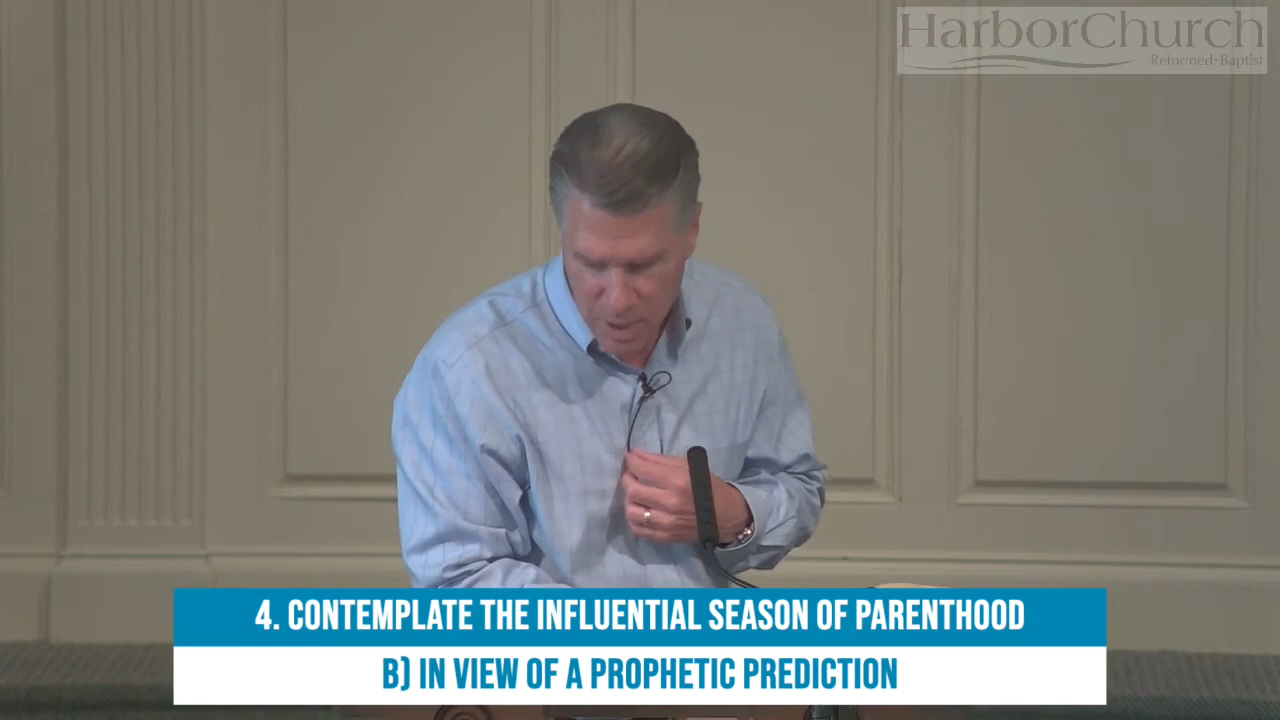 HarborChurch
Reformed•Baptist
4. CONTEMPLATE THE INFLUENTIAL SEASON OF PARENTHOOD
B) IN VIEW OF A PROPHETIC PREDICTION